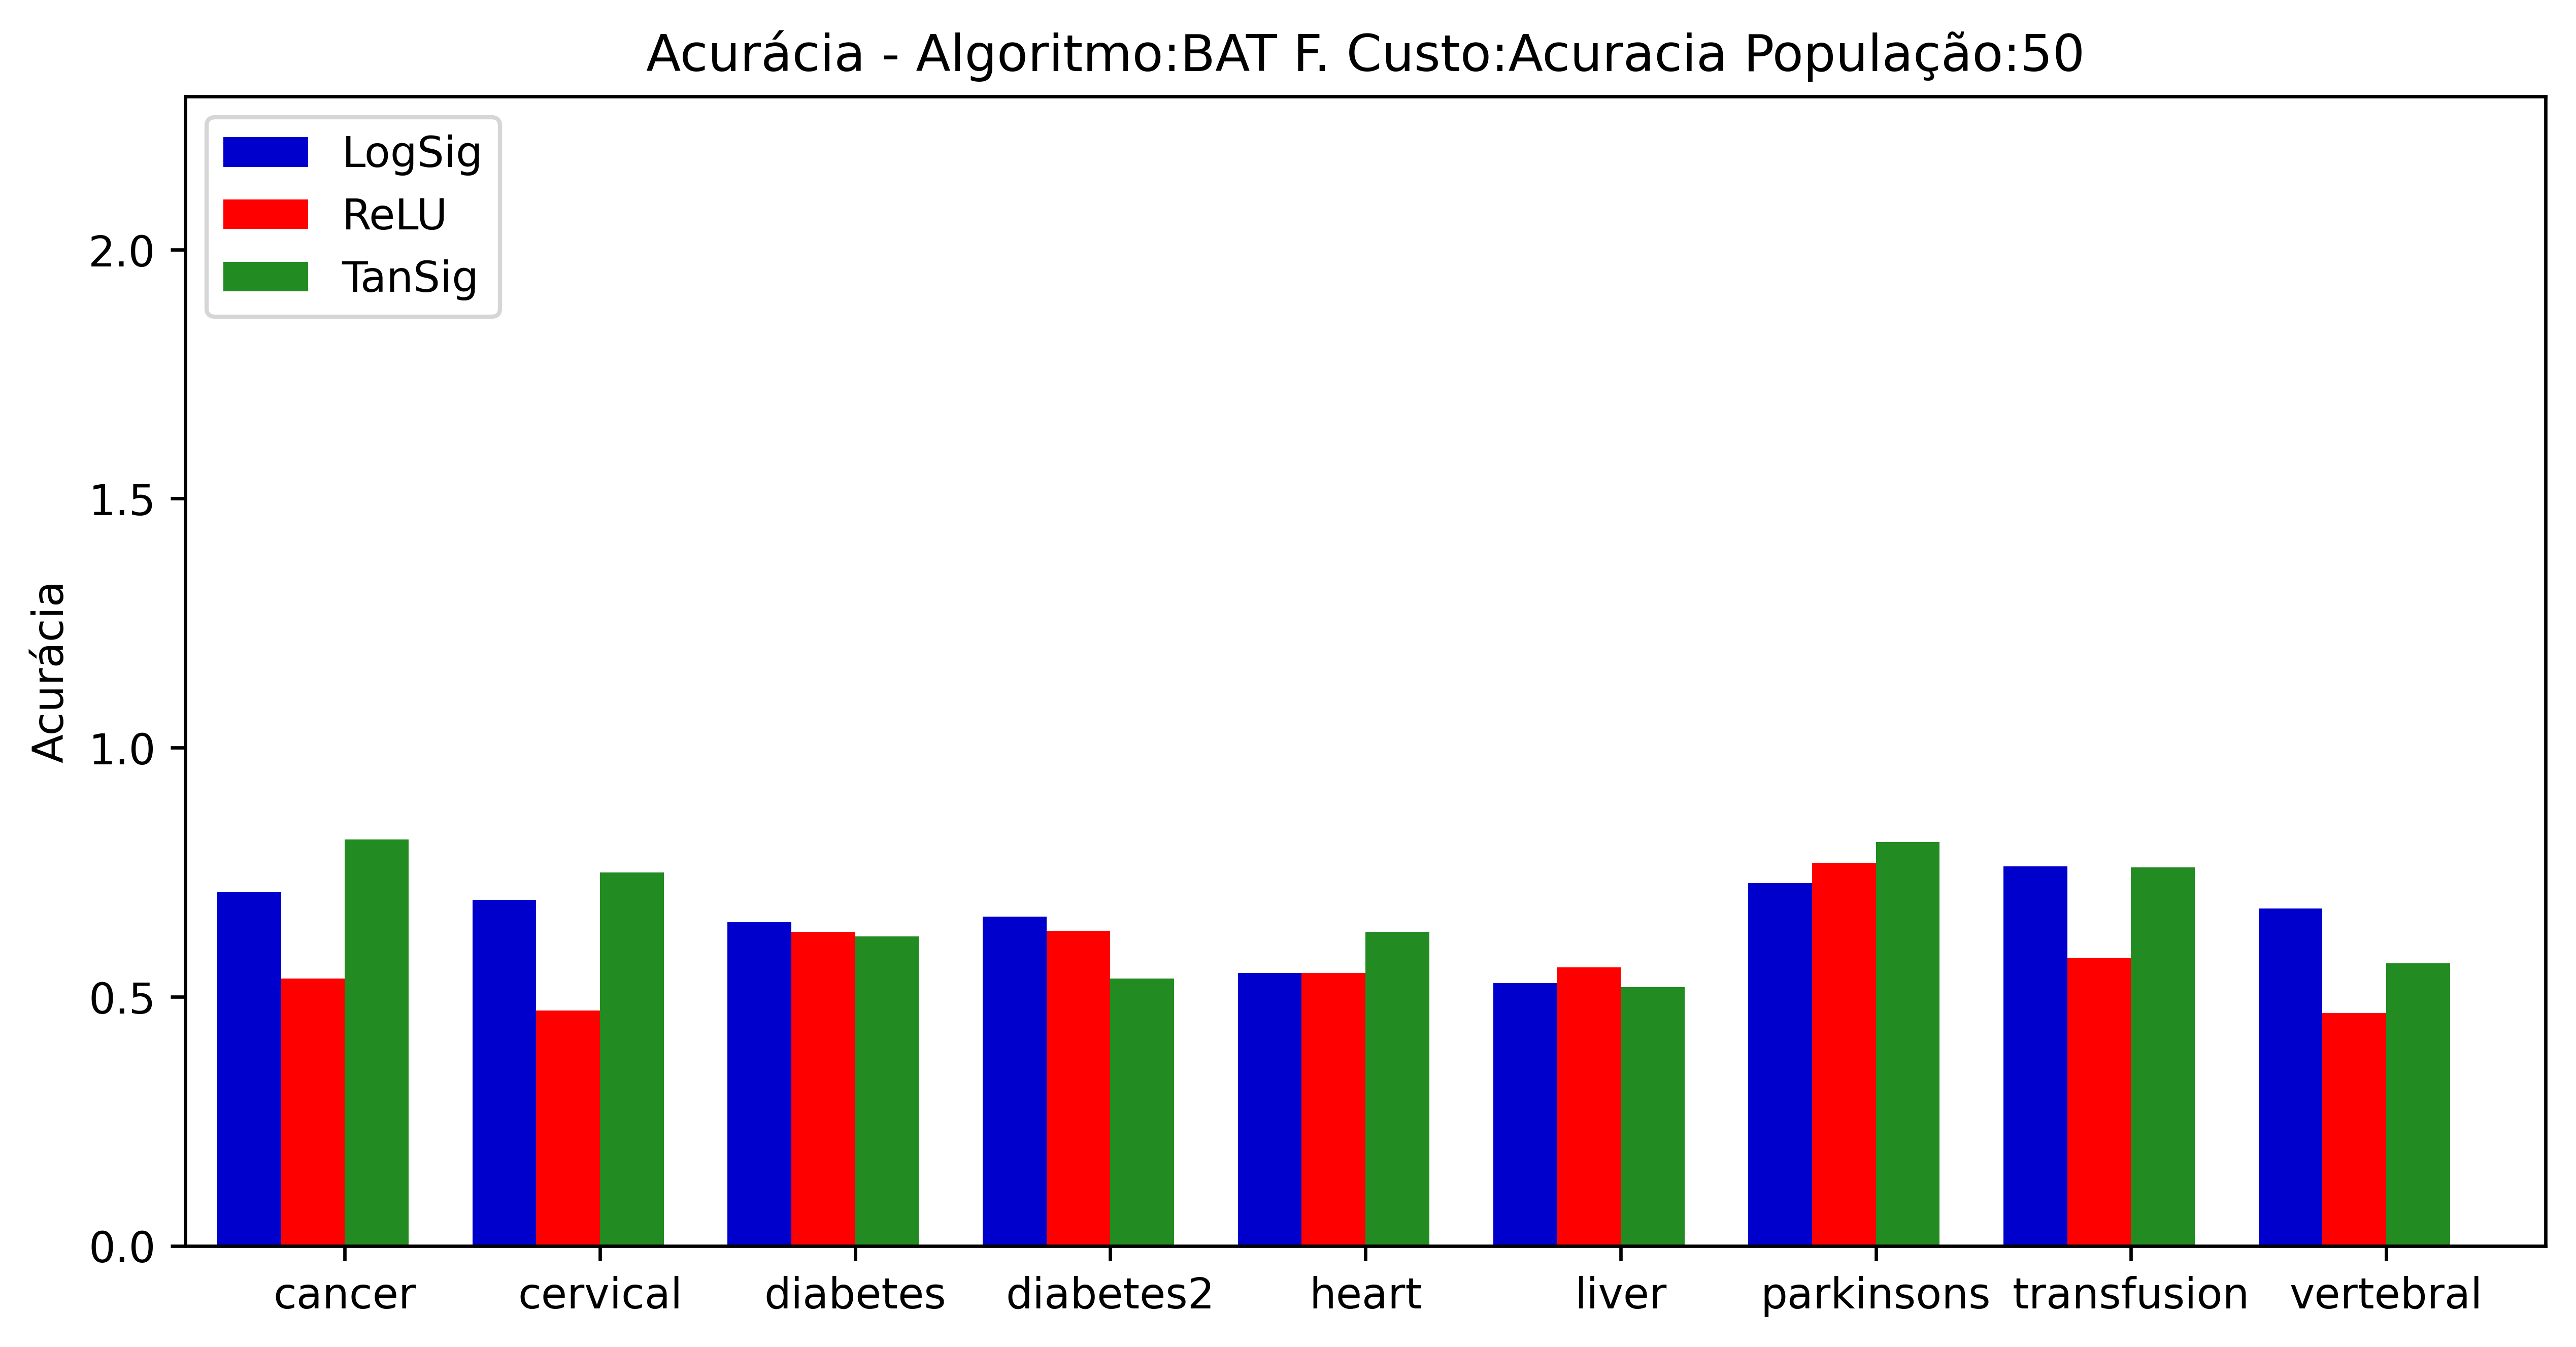 Acurácia - Algoritmo:BAT F. Custo:Acuracia População:50
LogSig
ReLU
TanSig
2.0
1.5
1.0
0.5
0.0
Acurácia
cancer cervical diabetes diabetes2 heart liver parkinsons transfusion vertebral